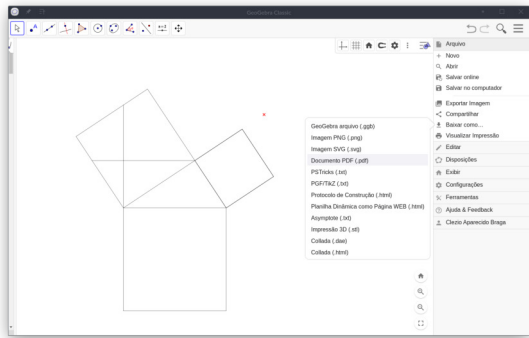 GeoGebra Classic
Arquivo
Novo
Abrir
Salvar online
Salvar no computador
Exportar Imagem
Compartilhar
Baixar como...
Visualizar Impressão
Editar
Disposições
Exibir
Configurações
Ferramentas
Ajuda & Feedback
Clezio Aparecido Braga
GeoGebra arquivo (.ggb)
Imagem PNG (.png)
Imagem SVG (.svg)
Documento PDF (.pdf)
PSTricks (.txt)
PGF/TikZ (.txt)
Protocolo de Construção (.html)
Planilha Dinâmica como Página WEB (.html)
Asymptote (.txt)
Impressão 3D (.stl)
Collada (.dae)
Collada (.html)